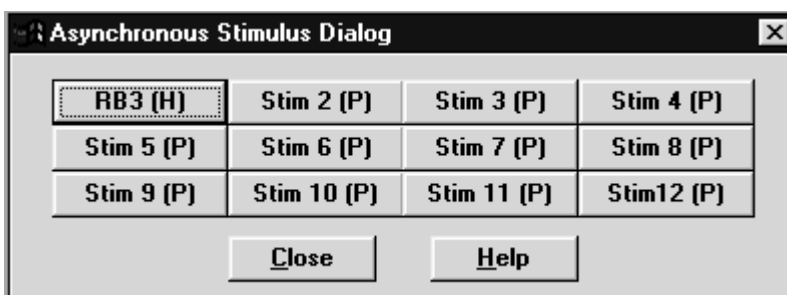 Asynchronous Stimulus Dialog
RB3 (H) Stim 2 (P) Stim 3 (P) Stim 4 (P)
Stim 5 (P) Stim 6 (P) Stim 7 (P) Stim 8 (P)
Stim 9 (P) Stim 10 (P) Stim 11 (P) Stim12 (P)
Close Help